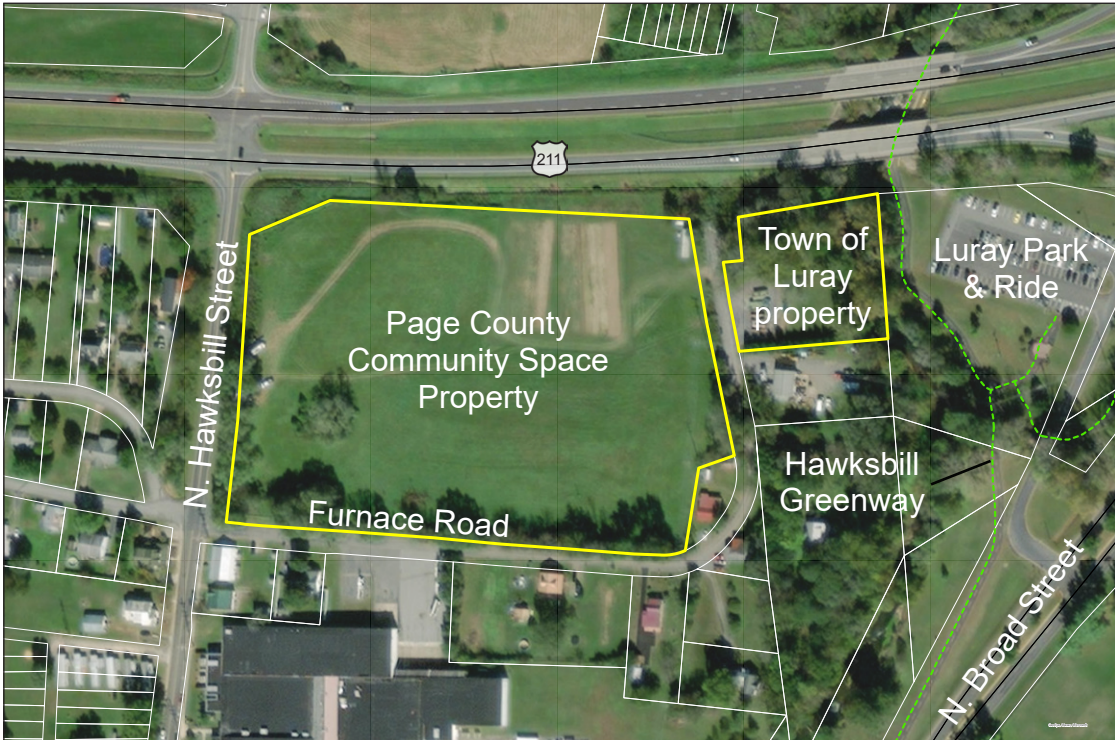 211
N. Hawksbill Street
Page County
Community Space
Property
Town of
Luray
property
Luray Park
& Ride
Hawksbill
Greenway
Furnace Road
N. Broad Street